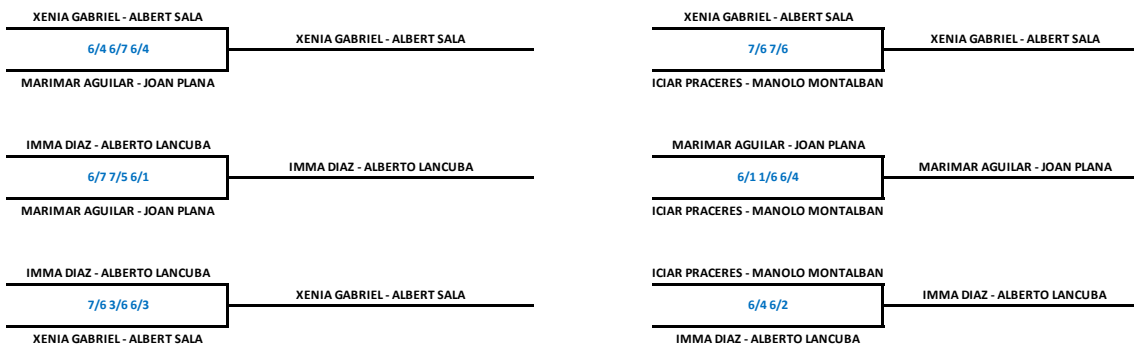 XENIA GABRIEL - ALBERT SALA
6/4 6/7 6/4
XENIA GABRIEL - ALBERT SALA
MARIMAR AGUILAR - JOAN PLANA
XENIA GABRIEL - ALBERT SALA
7/6 7/6
XENIA GABRIEL - ALBERT SALA
ICIAR PRACERES - MANOLO MONTALBAN
IMMA DIAZ - ALBERTO LANCUBA
6/7 7/5 6/1
IMMA DIAZ - ALBERTO LANCUBA
MARIMAR AGUILAR - JOAN PLANA
MARIMAR AGUILAR - JOAN PLANA
6/1 1/6 6/4
MARIMAR AGUILAR - JOAN PLANA
ICIAR PRACERES - MANOLO MONTALBAN
IMMA DIAZ - ALBERTO LANCUBA
7/6 3/6 6/3
XENIA GABRIEL - ALBERT SALA
XENIA GABRIEL - ALBERT SALA
ICIAR PRACERES - MANOLO MONTALBAN
6/4 6/2
IMMA DIAZ - ALBERTO LANCUBA
IMMA DIAZ - ALBERTO LANCUBA